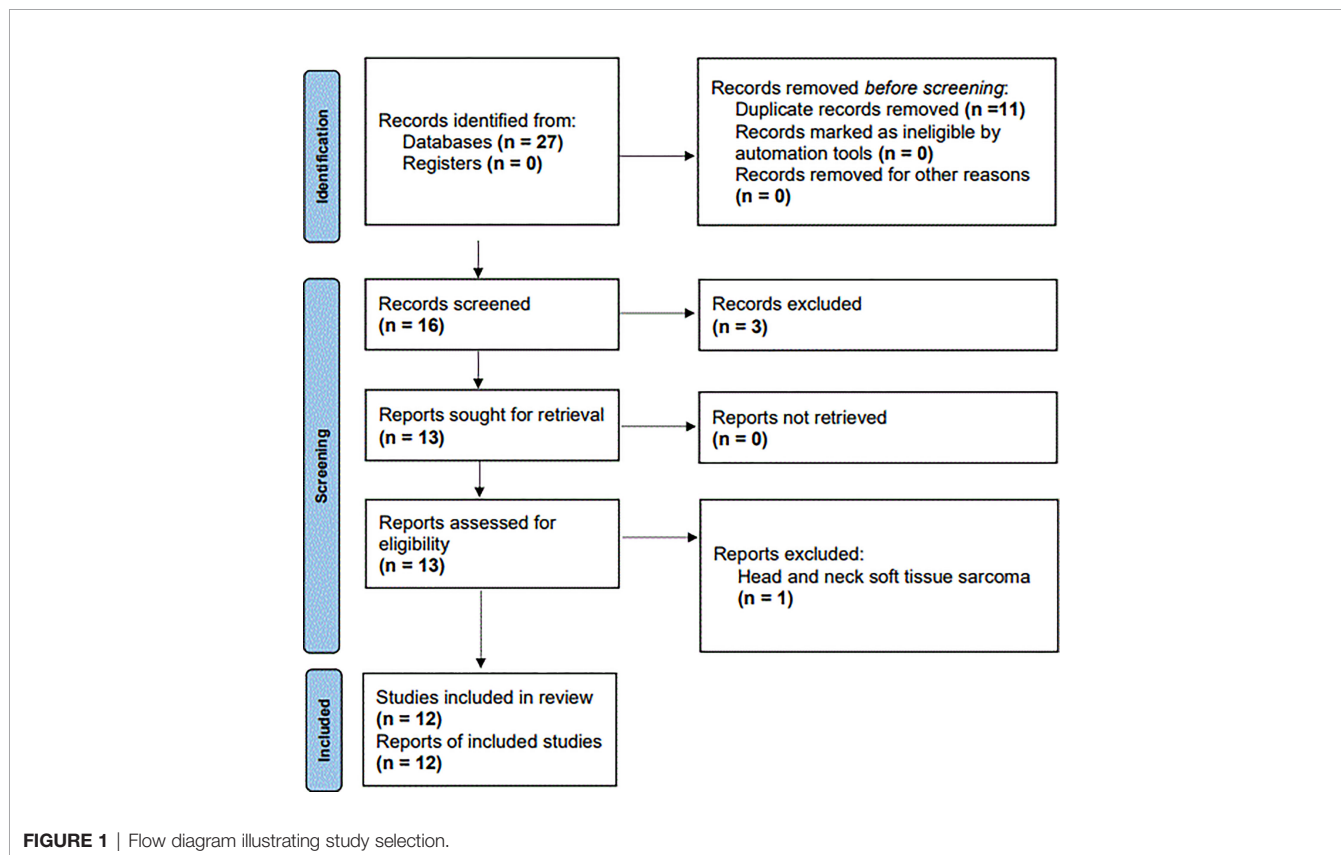 Identification
Records identified from:
Databases (n = 27)
Registers (n = 0)
Records removed before screening:
Duplicate records removed (n =11)
Records marked as ineligible by
automation tools (n = 0)
Records removed for other reasons
(n = 0)
Screening
Records screened
(n = 16)
Records excluded
(n = 3)
Reports sought for retrieval
(n = 13)
Reports not retrieved
(n = 0)
Reports assessed for
eligibility
(n = 13)
Reports excluded:
Head and neck soft tissue sarcoma
(n = 1)
Included
Studies included in review
(n = 12)
Reports of included studies
(n = 12)
FIGURE 1 | Flow diagram illustrating study selection.